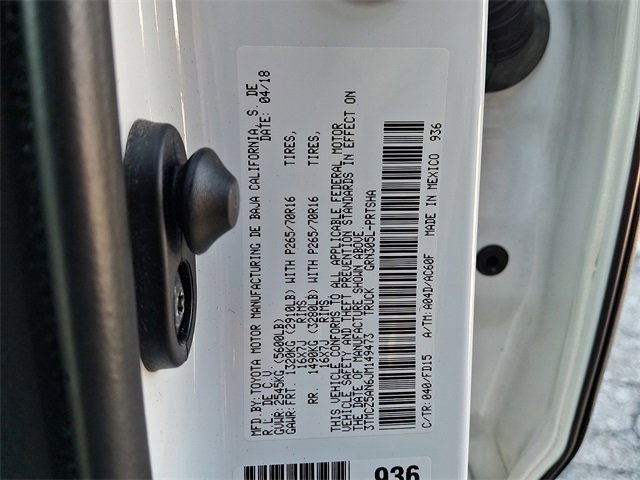 MFD BY: TOYOTA MOTOR MANUFACTURING DE BAJA CALIFORNIA, S. DE
R.L. DE C.V. DATE: 04/18
GVWR: 2545KG (5600LB)
GAWR: FRT. 1320KG (2910LB) WITH P265/70R16 TIRES,
16X7J RIMS,
RR. 1490KG (3280LB) WITH P265/70R16 TIRES,
16X7J RIMS.
THIS VEHICLE CONFORMS TO ALL APPLICABLE FEDERAL MOTOR
VEHICLE SAFETY AND THEFT PREVENTION STANDARDS IN EFFECT ON
THE DATE OF MANUFACTURE SHOWN ABOVE.
3TMCZ5AN6JM149473 TRUCK GRN305L-PRTSHA
C/TR: 040/FD15 A/TM: A04D/AC60F MADE IN MEXICO 936
936